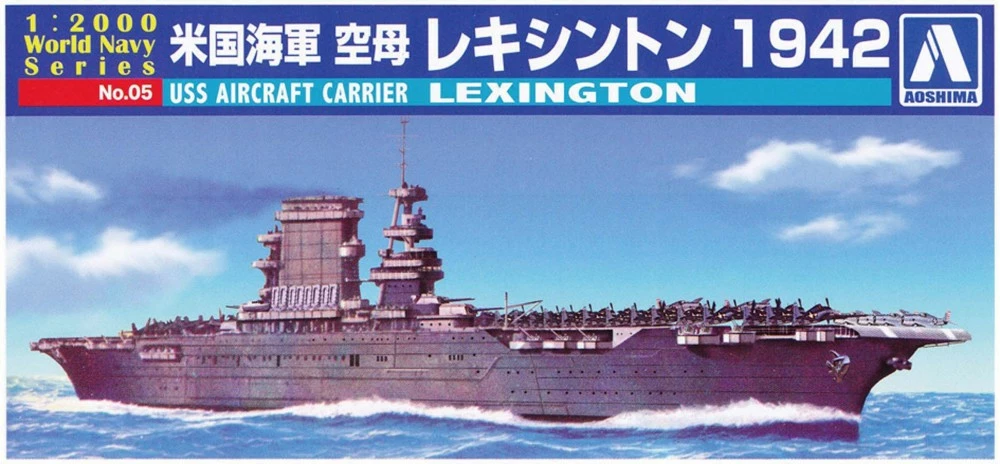 1:2000
World Navy
Series
米国海軍 空母 レキシントン 1942
No.05 USS AIRCRAFT CARRIER LEXINGTON
A
AOSHIMA